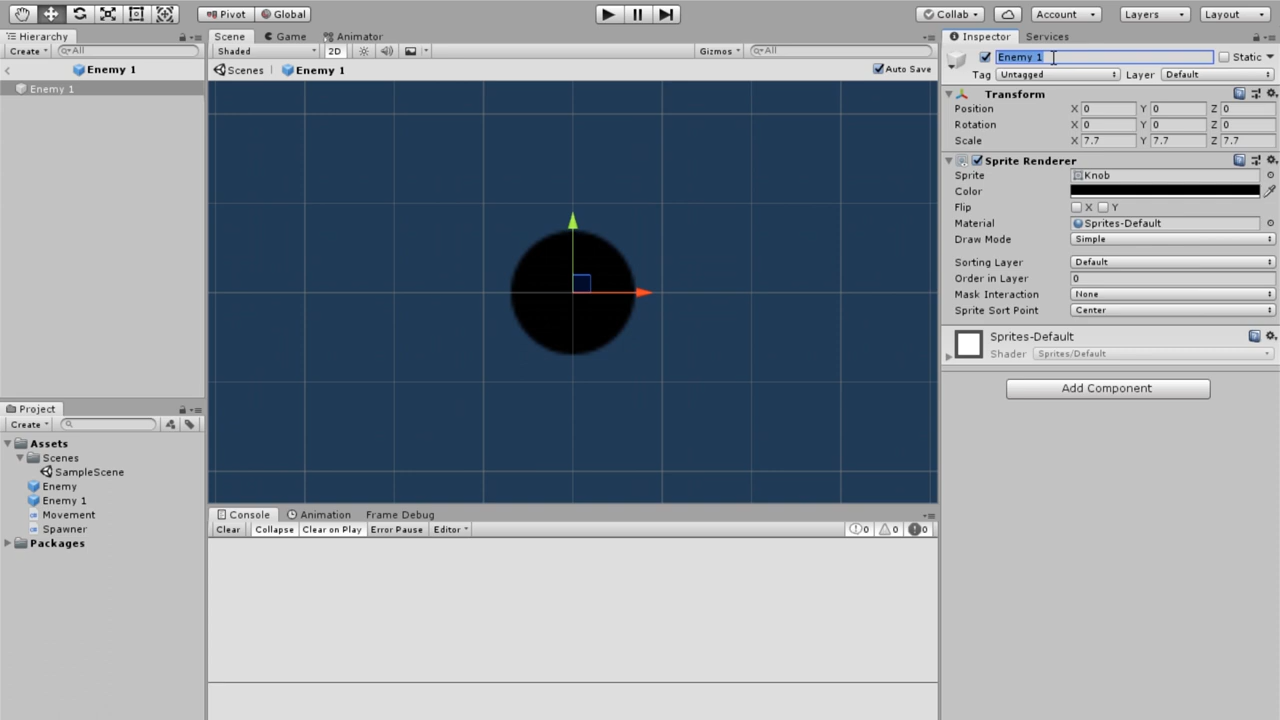 Pivot Global Collab Account Layers Layout
Hierarchy
Create All
Enemy 1
Enemy 1
Scene Game Animator
Shaded 2D Gizmos All
Scenes Enemy 1 Auto Save
Inspector Services
Enemy 1 Static
Tag Untagged Layer Default
Transform
Position X 0 Y 0 Z 0
Rotation X 0 Y 0 Z 0
Scale X 7.7 Y 7.7 Z 7.7
Sprite Renderer
Sprite Knob
Color
Flip X Y
Material Sprites-Default
Draw Mode Simple
Sorting Layer Default
Order in Layer 0
Mask Interaction None
Sprite Sort Point Center
Sprites-Default
Shader Sprites/Default
Add Component
Project
Create
Assets
Scenes
SampleScene
Enemy
Enemy 1
Movement
Spawner
Packages
Console Animation Frame Debug
Clear Collapse Clear on Play Error Pause Editor 0 0 0